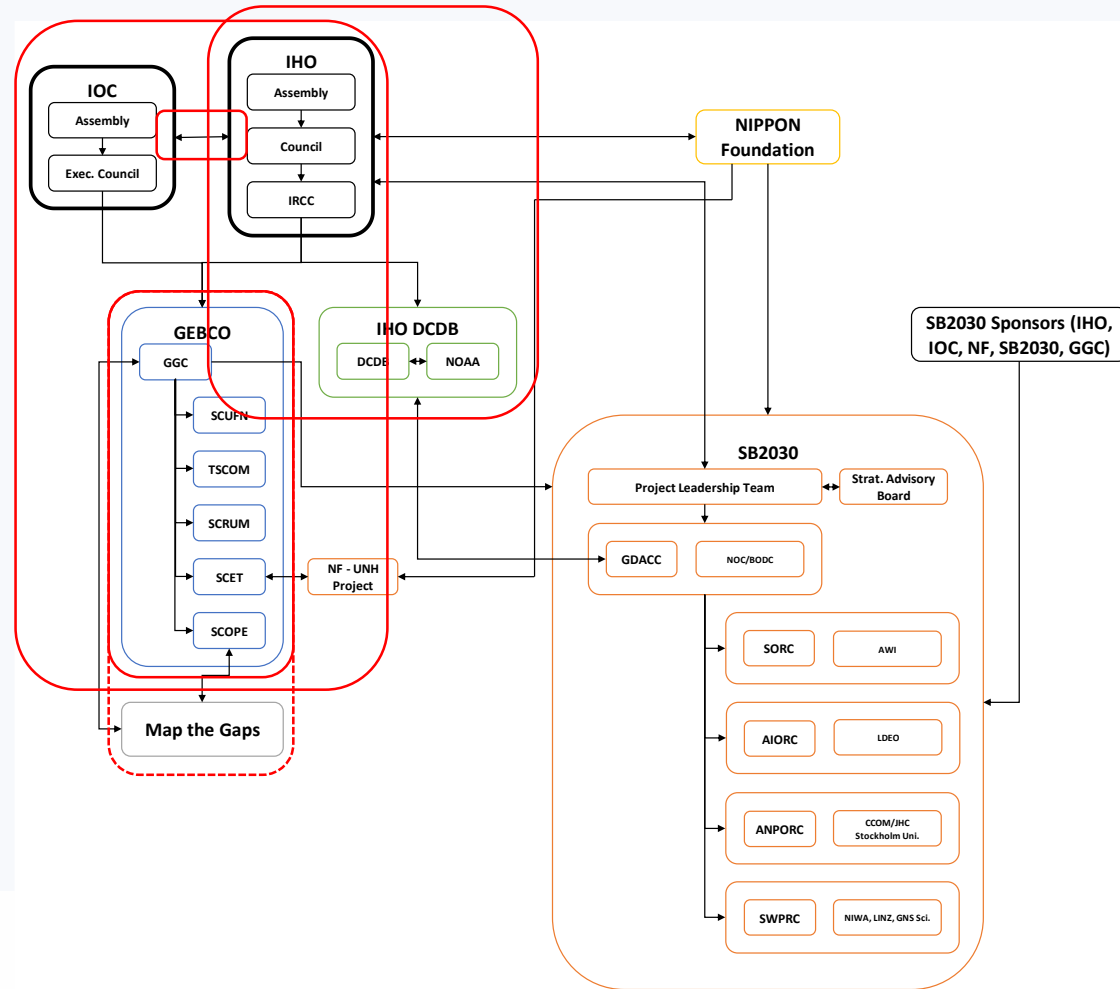 IHO
IOC
Assembly
Assembly
Council
Exec. Council
IRCC
NIPPON
Foundation
GEBCO
GGC
SCUFN
TSCOM
SCRUM
SCET
SCOPE
IHO DCDB
DCDB
NOAA
NF - UNH
Project
Map the Gaps
SB2030 Sponsors (IHO,
IOC, NF, SB2030, GGC)
SB2030
Project Leadership Team
Strat. Advisory
Board
GDACC
NOC/BODC
SORC
AWI
AIORC
LDEO
ANPORC
CCOM/JHC
Stockholm Uni.
SWPRC
NIWA, LINZ, GNS Sci.